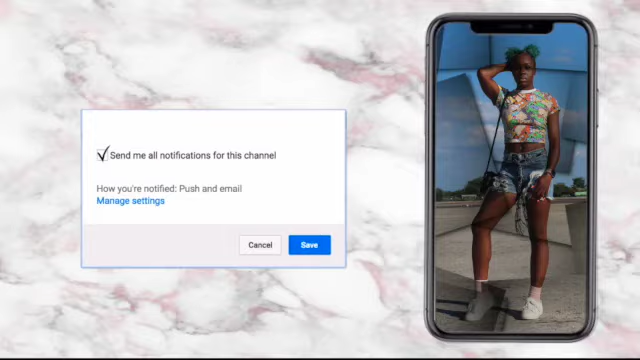 Send me all notifications for this channel
How you're notified: Push and email
Manage settings
Cancel
Save